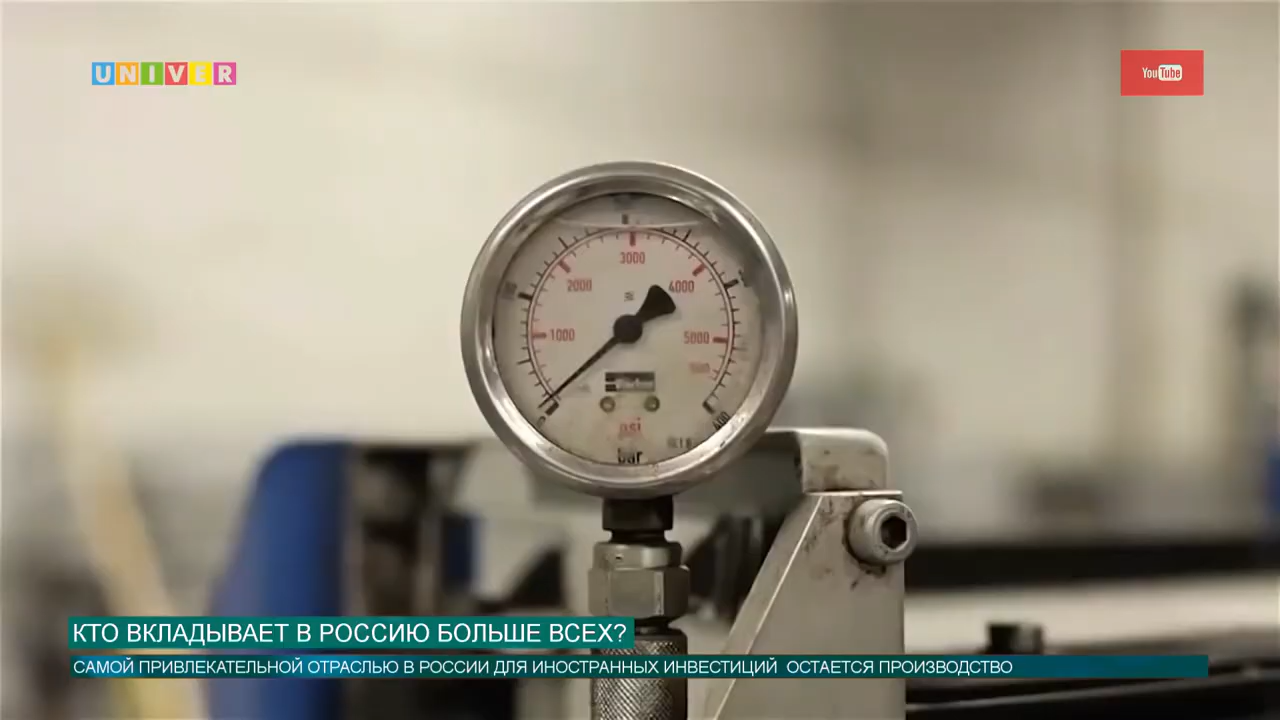 UNIVER
YouTube
3000
2000
4000
1000
5000
psi
bar
КТО ВКЛАДЫВАЕТ В РОССИЮ БОЛЬШЕ ВСЕХ?
САМОЙ ПРИВЛЕКАТЕЛЬНОЙ ОТРАСЛЬЮ В РОССИИ ДЛЯ ИНОСТРАННЫХ ИНВЕСТИЦИЙ ОСТАЕТСЯ ПРОИЗВОДСТВО